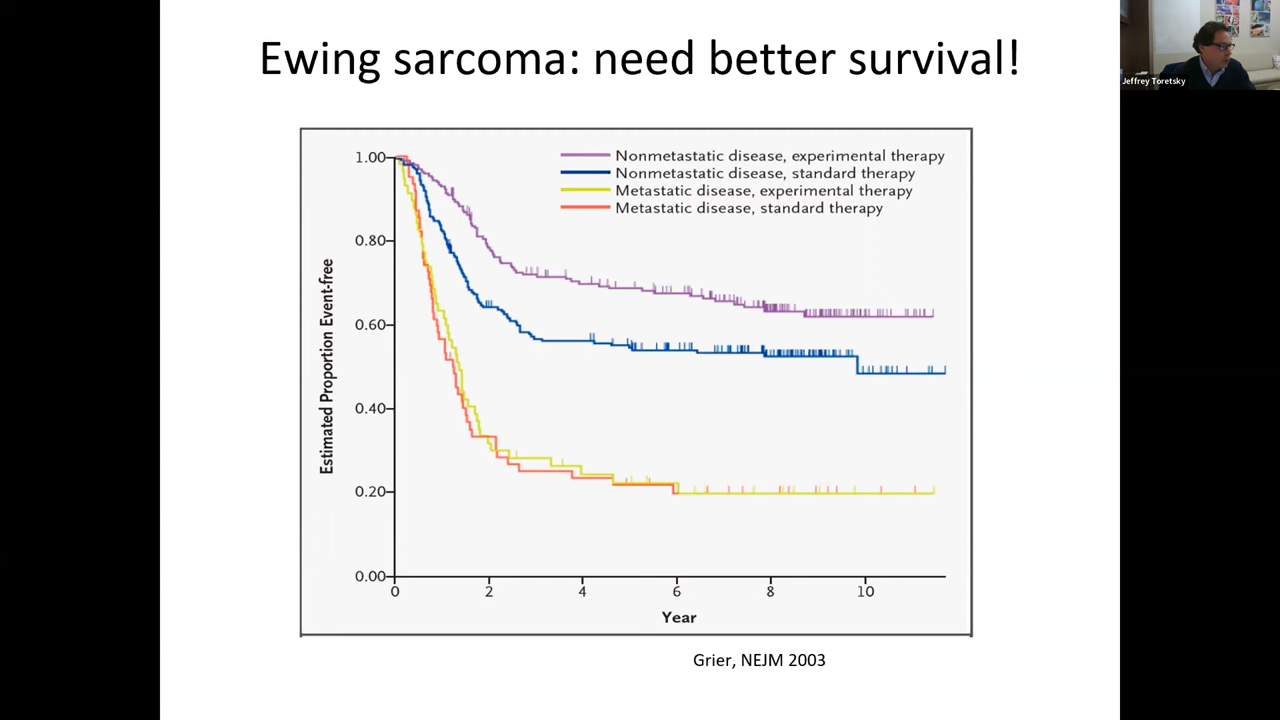 Ewing sarcoma: need better survival!
Jeffrey Toretsky
Nonmetastatic disease, experimental therapy
Nonmetastatic disease, standard therapy
Metastatic disease, experimental therapy
Metastatic disease, standard therapy
Estimated Proportion Event-free
1.00
0.80
0.60
0.40
0.20
0.00
0 2 4 6 8 10
Year
Grier, NEJM 2003